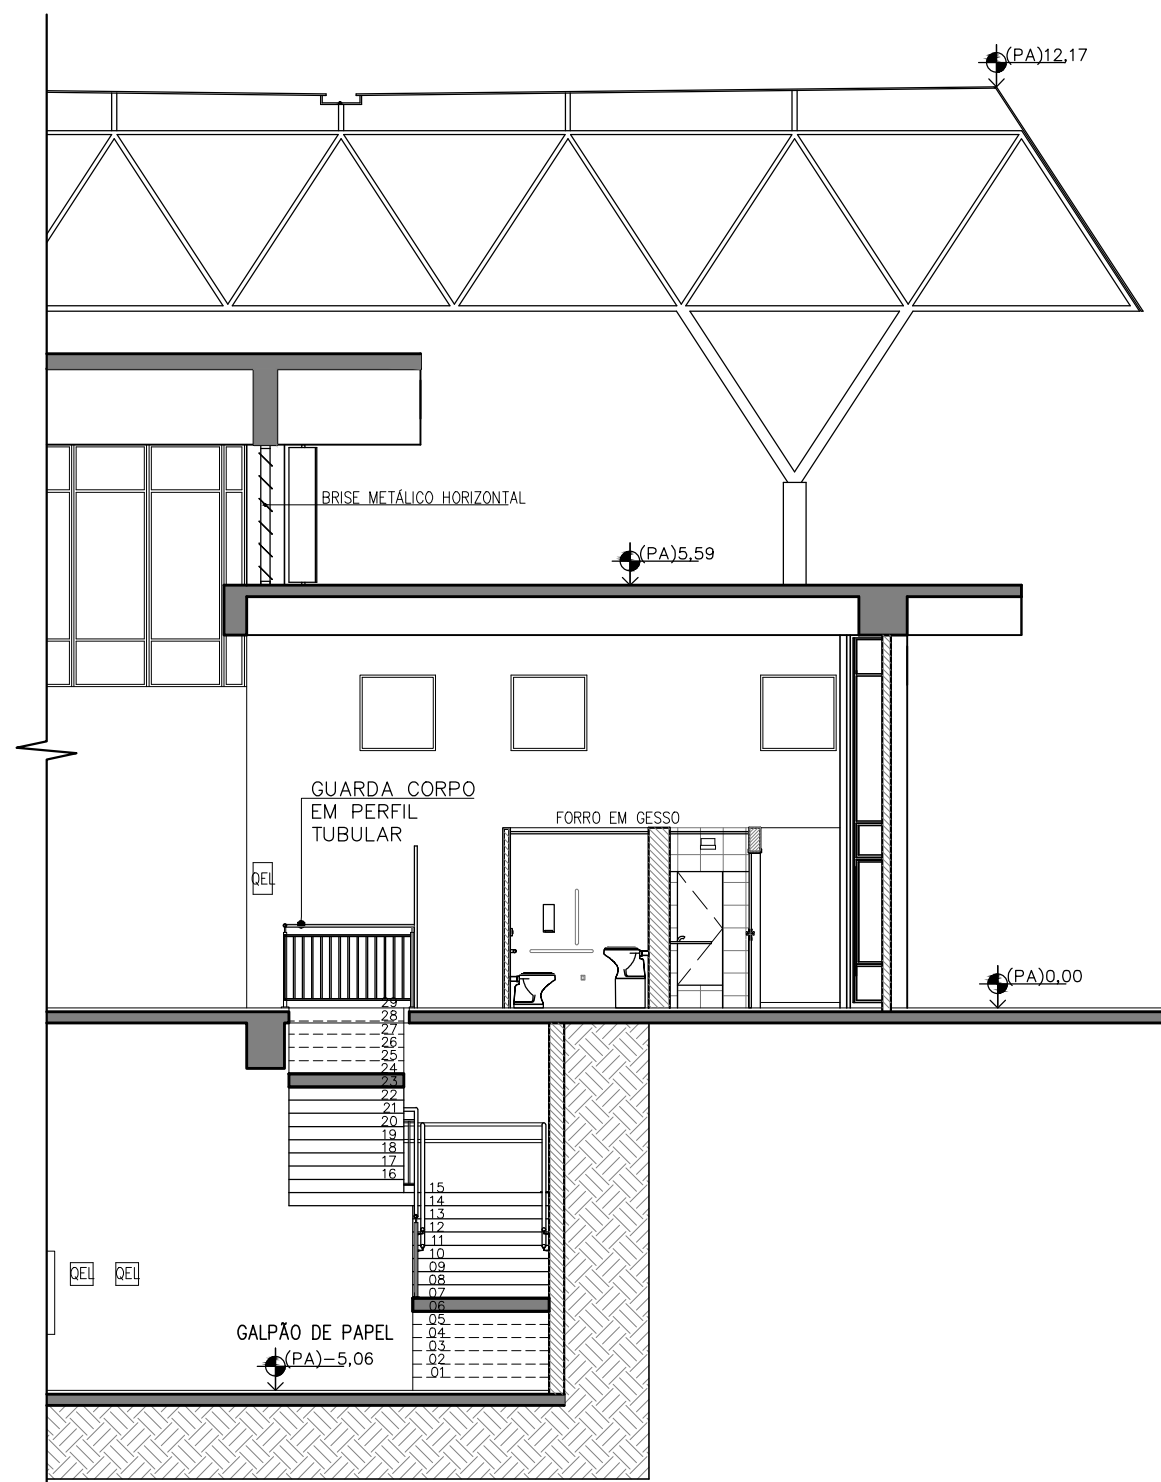 (PA)12,17
BRISE METÁLICO HORIZONTAL
(PA)5,59
GUARDA CORPO
EM PERFIL
TUBULAR
FORRO EM GESSO
QEL
(PA)0,00
29
28
27
26
25
24
23
22
21
20
19
18
17
16
15
14
13
12
11
10
09
08
07
06
05
04
03
02
01
QEL QEL
GALPÃO DE PAPEL
(PA)-5,06